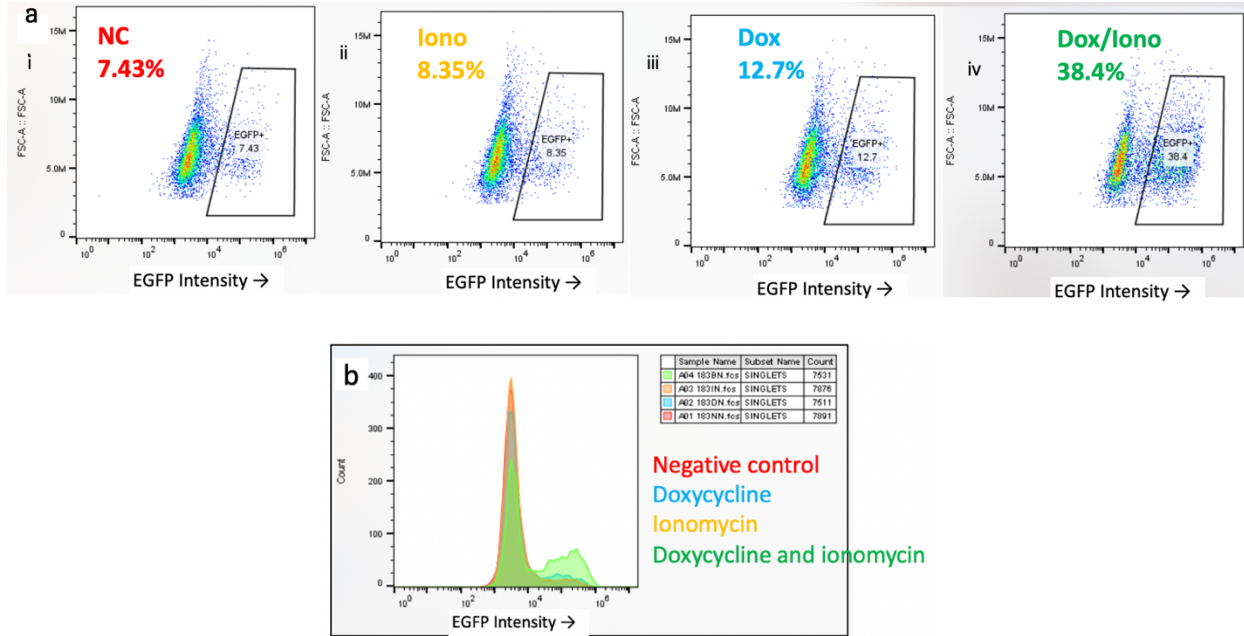 a
i
NC
7.43%
15M
10M
5.0M
0
FSC-A :: FSC-A
EGFP+
7.43
10^0 10^2 10^4 10^6
EGFP Intensity →
ii
Iono
8.35%
15M
10M
5.0M
0
FSC-A :: FSC-A
EGFP+
8.35
10^0 10^2 10^4 10^6
EGFP Intensity →
iii
Dox
12.7%
15M
10M
5.0M
0
FSC-A :: FSC-A
EGFP+
12.7
10^0 10^2 10^4 10^6
EGFP Intensity →
iv
Dox/Iono
38.4%
15M
10M
5.0M
0
FSC-A :: FSC-A
EGFP+
38.4
10^0 10^2 10^4 10^6
EGFP Intensity →
b
400
300
200
100
0
Count
10^0 10^2 10^4 10^6
EGFP Intensity →
Sample Name Subset Name Count
A04 183BN.fcs SINGLETS 7531
A03 183IN.fcs SINGLETS 7876
A02 183DN.fcs SINGLETS 7511
A01 183NN.fcs SINGLETS 7891
Negative control
Doxycycline
Ionomycin
Doxycycline and ionomycin